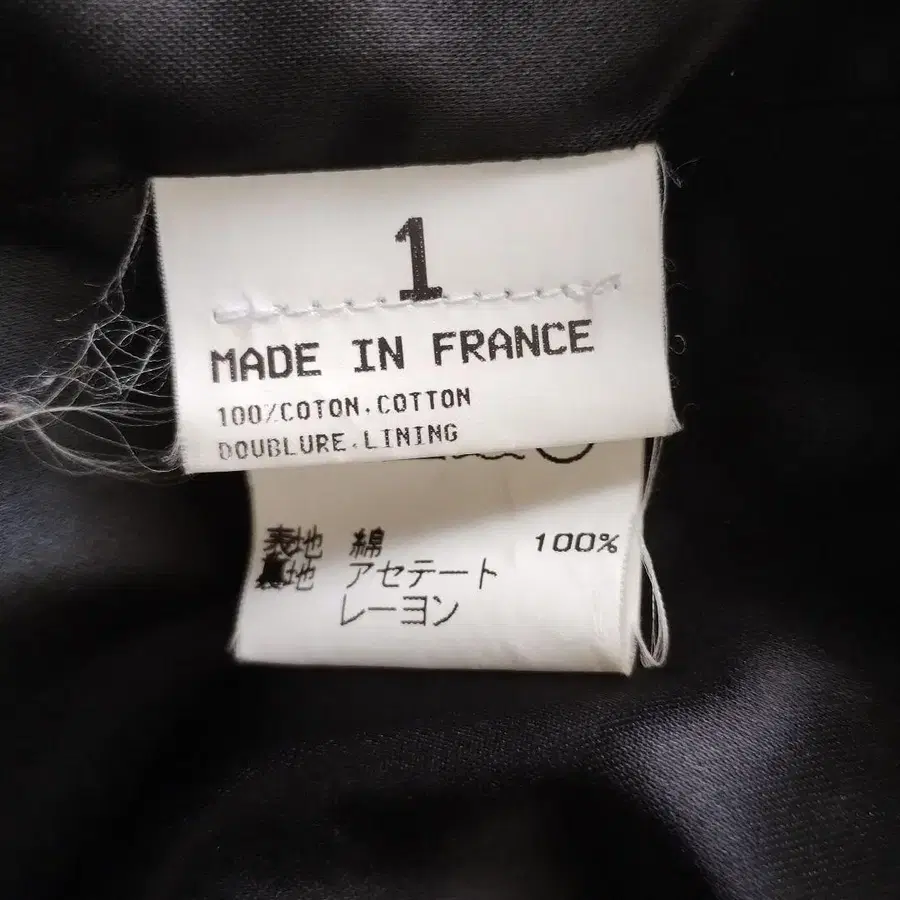 1
MADE IN FRANCE
100%COTON.COTTON
DOUBLURE.LINING
表地 綿 100%
裏地 アセテート
レーヨン